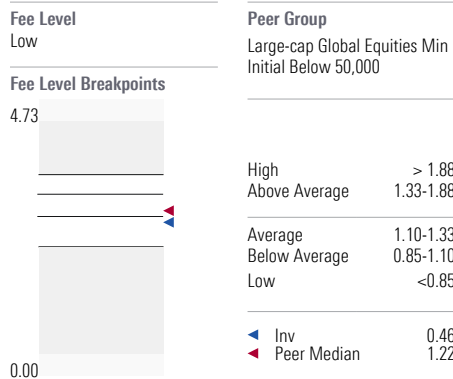 Fee Level
Low
Fee Level Breakpoints
4.73
0.00
Peer Group
Large-cap Global Equities Min
Initial Below 50,000
High > 1.88
Above Average 1.33-1.88
Average 1.10-1.33
Below Average 0.85-1.10
Low <0.85
Inv 0.46
Peer Median 1.22